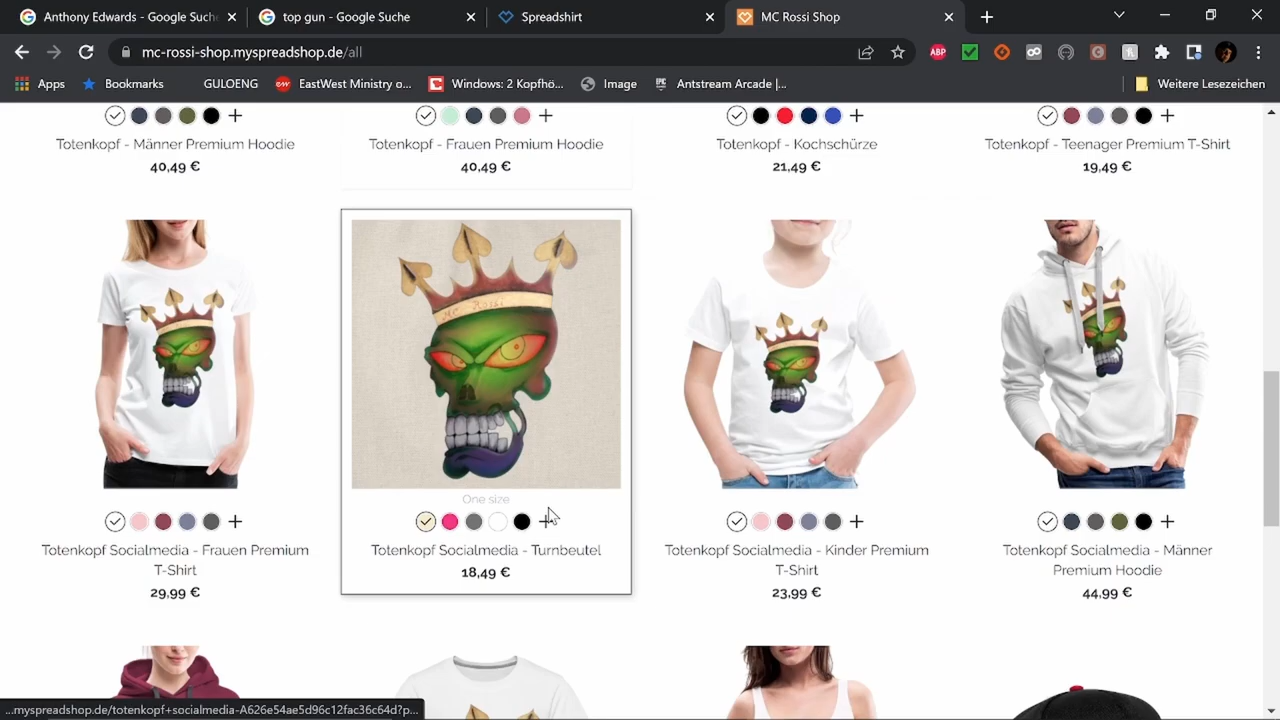 Anthony Edwards - Google Suche
top gun - Google Suche
Spreadshirt
MC Rossi Shop
mc-rossi-shop.myspreadshop.de/all
Apps
Bookmarks
GULOENG
EastWest Ministry o...
Windows: 2 Kopfhö...
Image
Antstream Arcade |...
Weitere Lesezeichen
Totenkopf - Männer Premium Hoodie
40,49 €
Totenkopf - Frauen Premium Hoodie
40,49 €
Totenkopf - Kochschürze
21,49 €
Totenkopf - Teenager Premium T-Shirt
19,49 €
Mc Rossi
One size
Totenkopf Socialmedia - Frauen Premium
T-Shirt
29,99 €
Totenkopf Socialmedia - Turnbeutel
18,49 €
Totenkopf Socialmedia - Kinder Premium
T-Shirt
23,99 €
Totenkopf Socialmedia - Männer
Premium Hoodie
44,99 €
...myspreadshop.de/totenkopf+socialmedia-A626e54ae5d96c12fac36c64d?p...